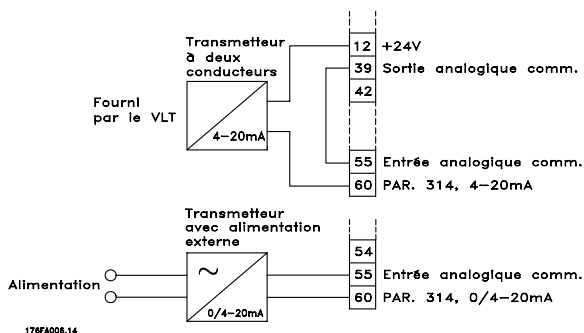 Transmetteur
à deux
conducteurs
Fourni
par le VLT
4-20mA
12 +24V
39 Sortie analogique comm.
42
55 Entrée analogique comm.
60 PAR. 314, 4-20mA
Transmetteur
avec alimentation
externe
Alimentation
~
0/4-20mA
54
55 Entrée analogique comm.
60 PAR. 314, 0/4-20mA
176FA006.14